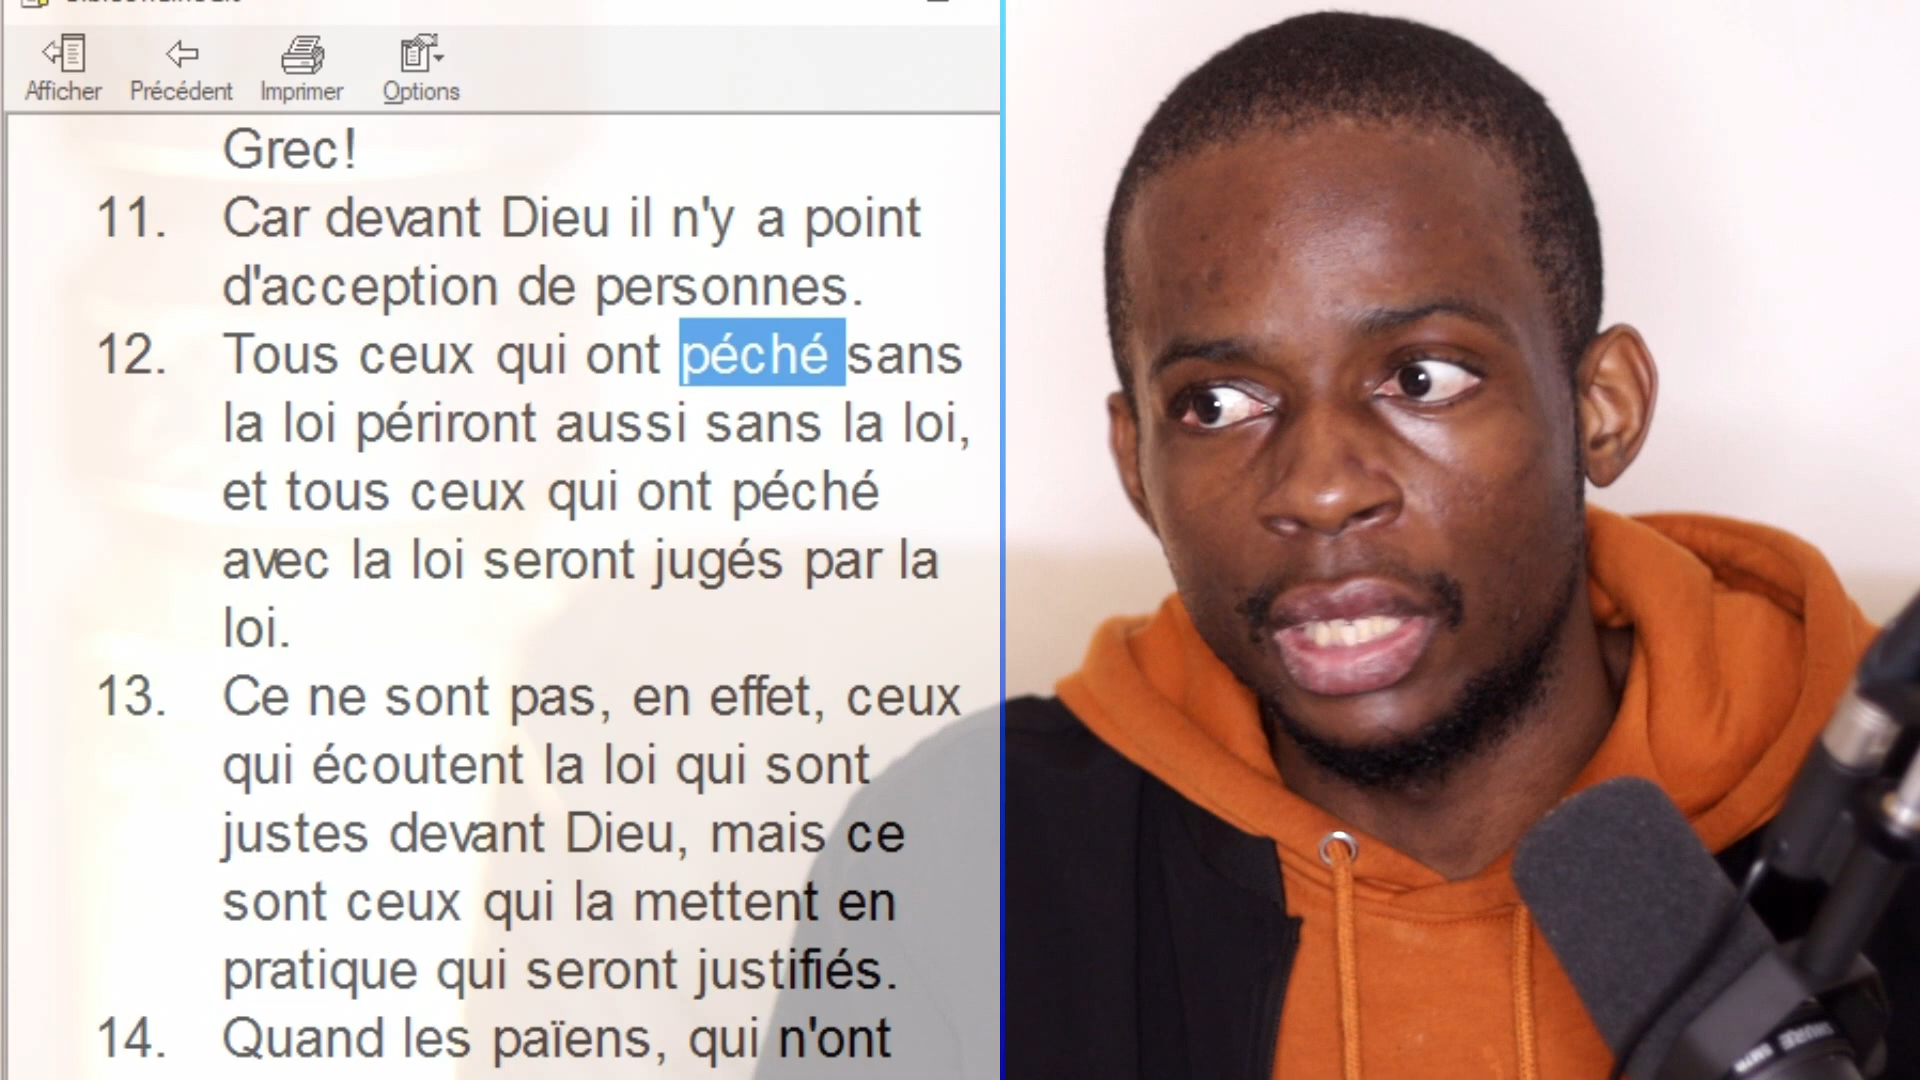 Afficher Précédent Imprimer Options
Grec!
11. Car devant Dieu il n'y a point
d'acception de personnes.
12. Tous ceux qui ont péché sans
la loi périront aussi sans la loi,
et tous ceux qui ont péché
avec la loi seront jugés par la
loi.
13. Ce ne sont pas, en effet, ceux
qui écoutent la loi qui sont
justes devant Dieu, mais ce
sont ceux qui la mettent en
pratique qui seront justifiés.
14. Quand les païens, qui n'ont
SHURE